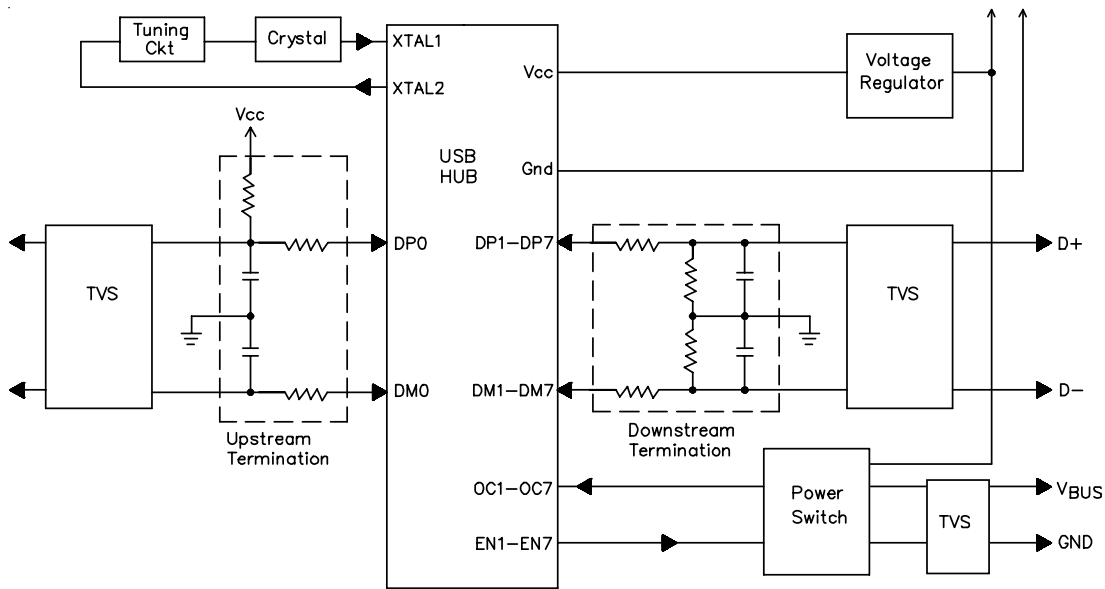 Tuning
Ckt
Crystal
XTAL1
XTAL2
Vcc
Voltage
Regulator
Vcc
USB
HUB
Gnd
TVS
DP0
DP1-DP7
TVS
D+
DM0
DM1-DM7
D-
Upstream
Termination
Downstream
Termination
OC1-OC7
Power
Switch
TVS
VBUS
EN1-EN7
GND